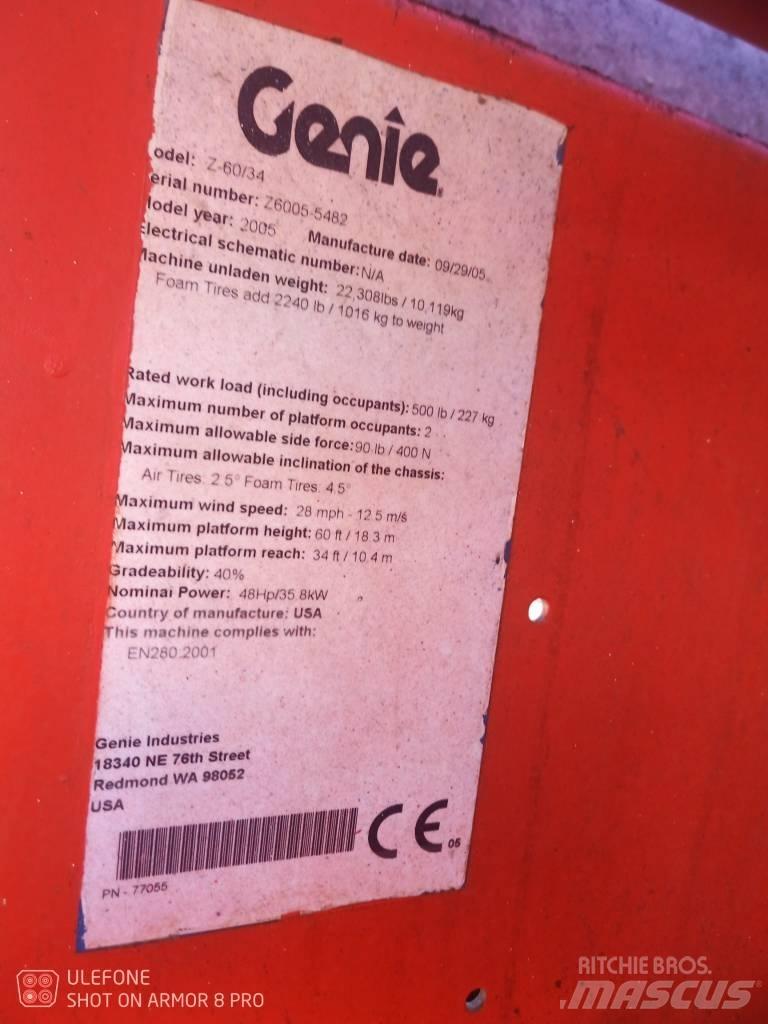 Genie
odel: Z-60/34
erial number: Z6005-5482
odel year: 2005 Manufacture date: 09/29/05
lectrical schematic number: N/A
achine unladen weight: 22,308lbs / 10,119kg
Foam Tires add 2240 lb / 1016 kg to weight
Rated work load (including occupants): 500 lb / 227 kg
Maximum number of platform occupants: 2
Maximum allowable side force: 90 lb / 400 N
Maximum allowable inclination of the chassis:
Air Tires: 2.5° Foam Tires: 4.5°
Maximum wind speed: 28 mph - 12.5 m/s
Maximum platform height: 60 ft / 18.3 m
Maximum platform reach: 34 ft / 10.4 m
Gradeability: 40%
Nominal Power: 48Hp/35.8kW
Country of manufacture: USA
This machine complies with:
EN280:2001
Genie Industries
18340 NE 76th Street
Redmond WA 98052
USA
CE 05
PN - 77055
ULEFONE
SHOT ON ARMOR 8 PRO
RITCHIE BROS.
.MASCUS